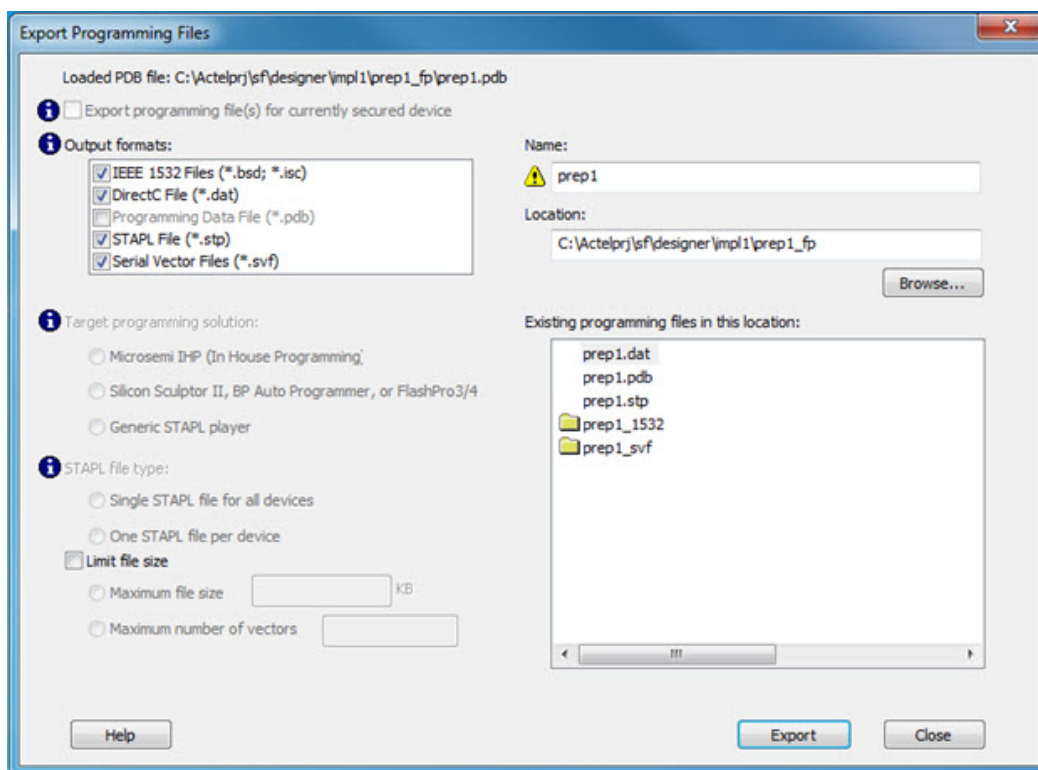 Export Programming Files
Loaded PDB file: C:\Actelprj\sf\designer\impl1\prep1_fp\prep1.pdb
Export programming file(s) for currently secured device
Output formats:
IEEE 1532 Files (*.bsd; *.isc)
DirectC File (*.dat)
Programming Data File (*.pdb)
STAPL File (*.stp)
Serial Vector Files (*.svf)
Name:
prep1
Location:
C:\Actelprj\sf\designer\impl1\prep1_fp
Browse...
Target programming solution:
Microsemi IHP (In House Programming)
Silicon Sculptor II, BP Auto Programmer, or FlashPro3/4
Generic STAPL player
STAPL file type:
Single STAPL file for all devices
One STAPL file per device
Limit file size
Maximum file size KB
Maximum number of vectors
Existing programming files in this location:
prep1.dat
prep1.pdb
prep1.stp
prep1_1532
prep1_svf
Help
Export
Close